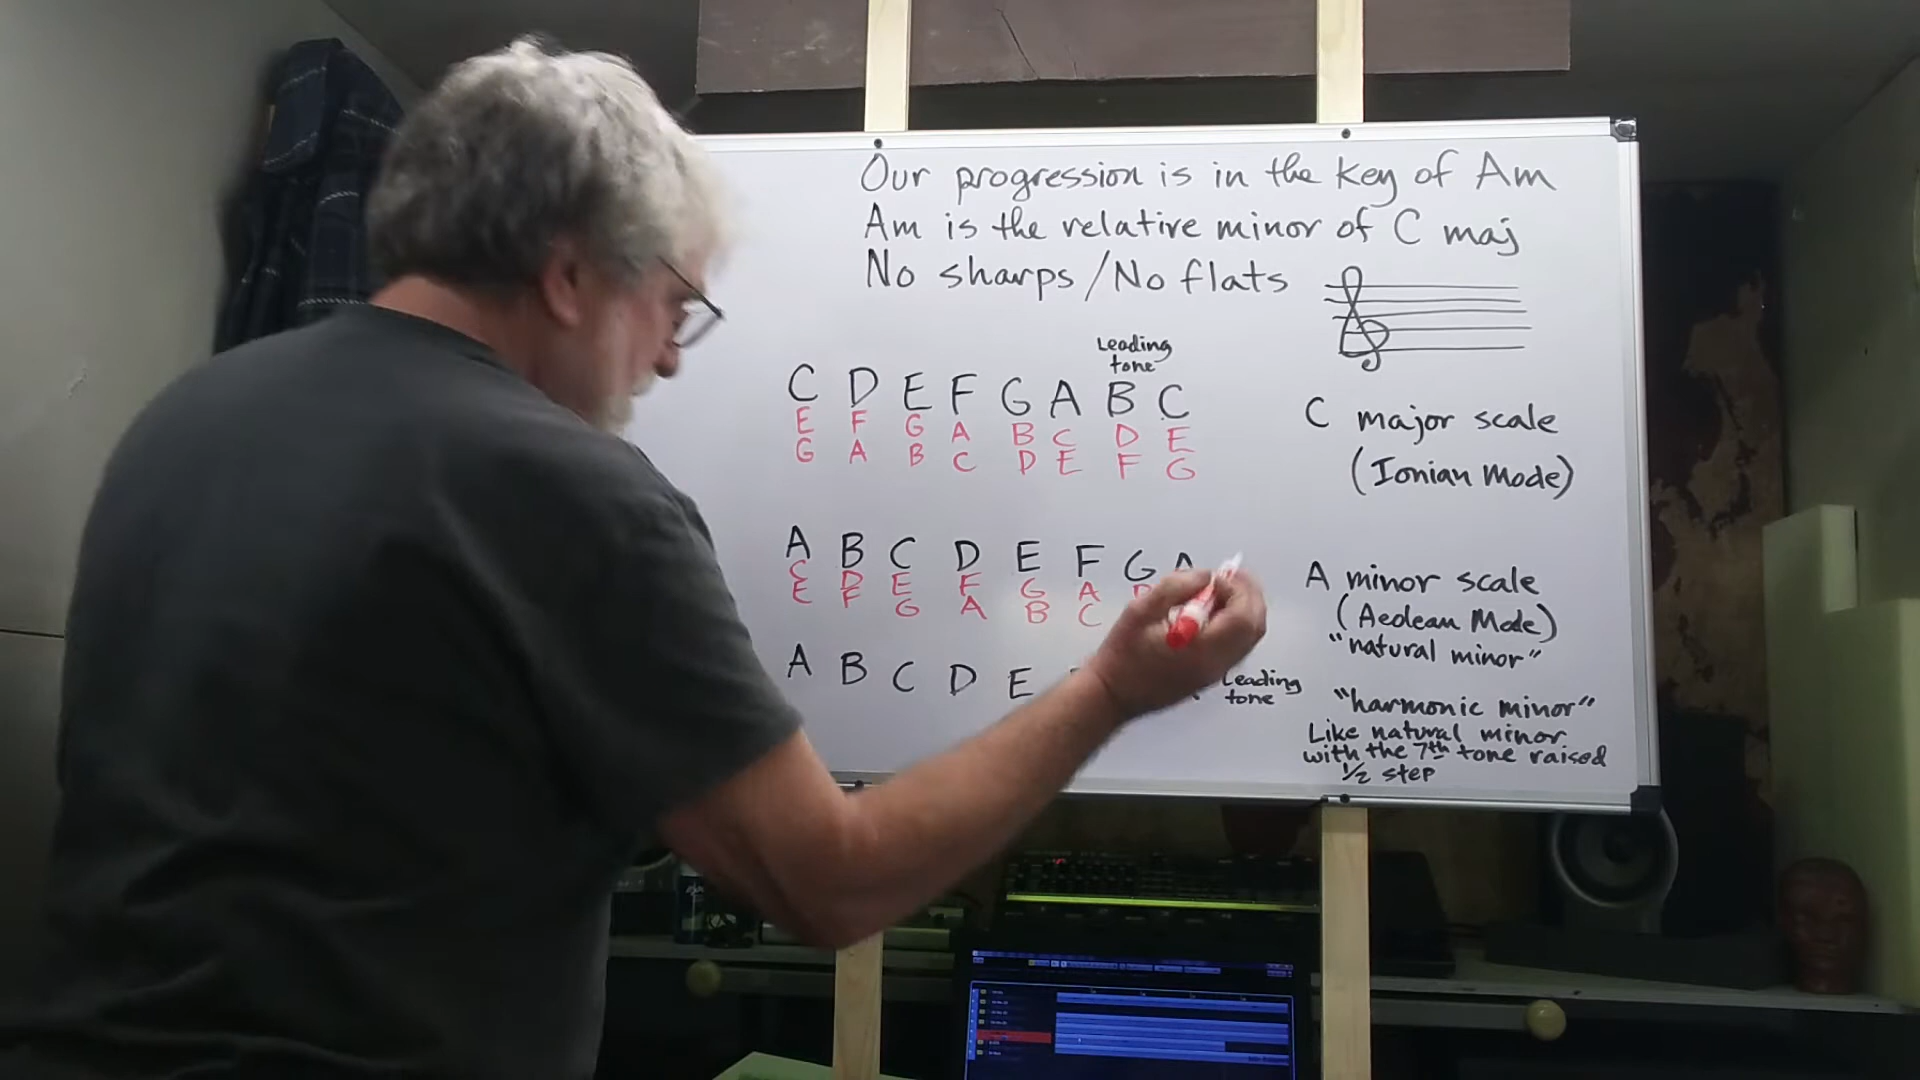 Our progression is in the key of Am
Am is the relative minor of C maj
No sharps / No flats
Leading
tone
C D E F G A B C
E F G A B C D E
G A B C D E F G
C major scale
(Ionian Mode)
A B C D E F G A
C D E F G A
E F G A B C
A minor scale
(Aeolean Mode)
"natural minor"
A B C D E
Leading
tone
"harmonic minor"
Like natural minor
with the 7th tone raised
1/2 step